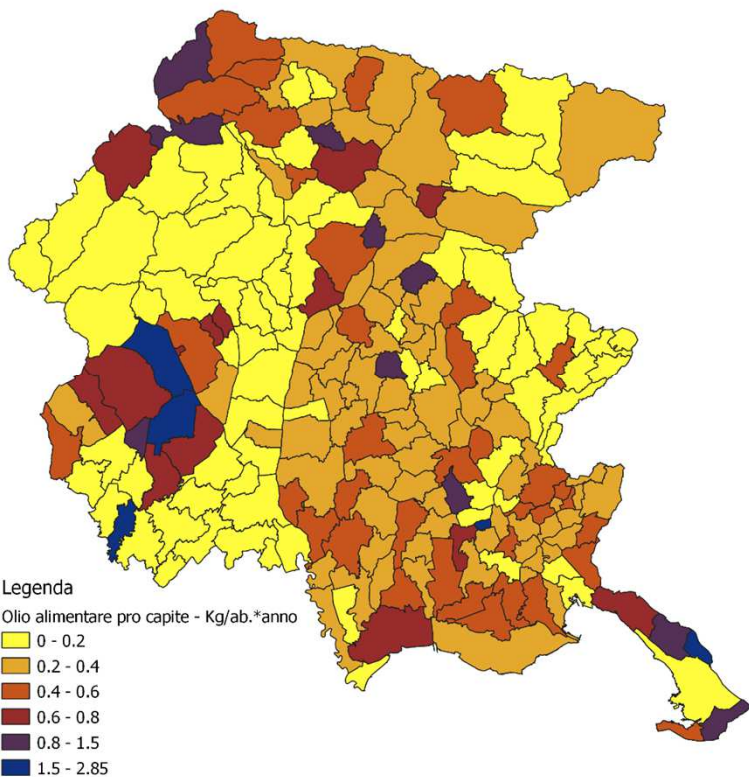 Legenda
Olio alimentare pro capite - Kg/ab.*anno
0 - 0.2
0.2 - 0.4
0.4 - 0.6
0.6 - 0.8
0.8 - 1.5
1.5 - 2.85